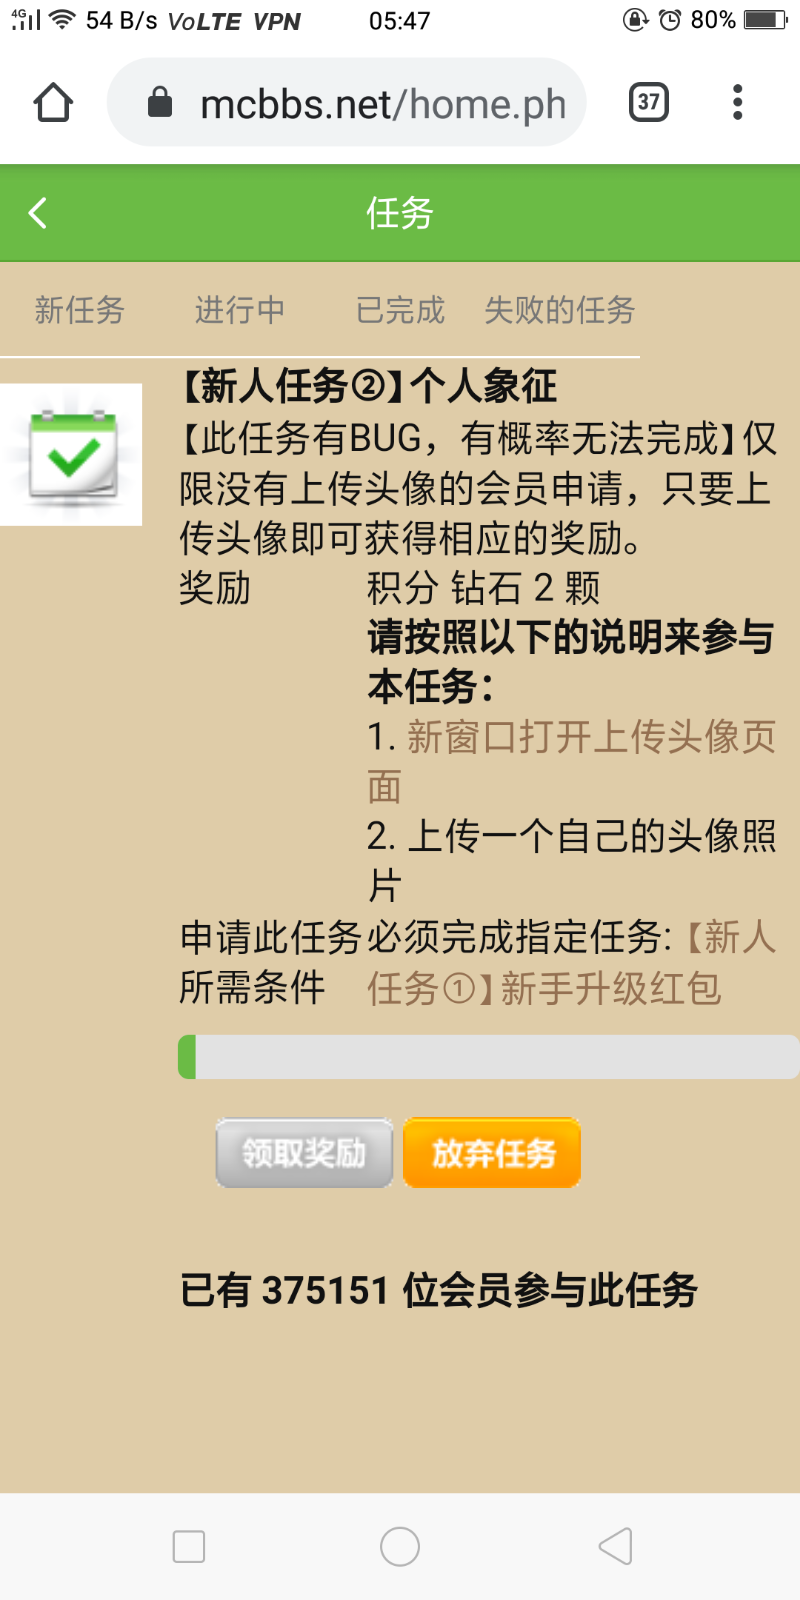 4G 54 B/s VoLTE VPN 05:47 80%
mcbbs.net/home.ph 37
任务
新任务 进行中 已完成 失败的任务
【新人任务②】个人象征
【此任务有BUG，有概率无法完成】仅
限没有上传头像的会员申请，只要上
传头像即可获得相应的奖励。
奖励 积分 钻石 2 颗
请按照以下的说明来参与
本任务：
1. 新窗口打开上传头像页
面
2. 上传一个自己的头像照
片
申请此任务 必须完成指定任务:【新人
所需条件 任务①】新手升级红包
领取奖励 放弃任务
已有 375151 位会员参与此任务